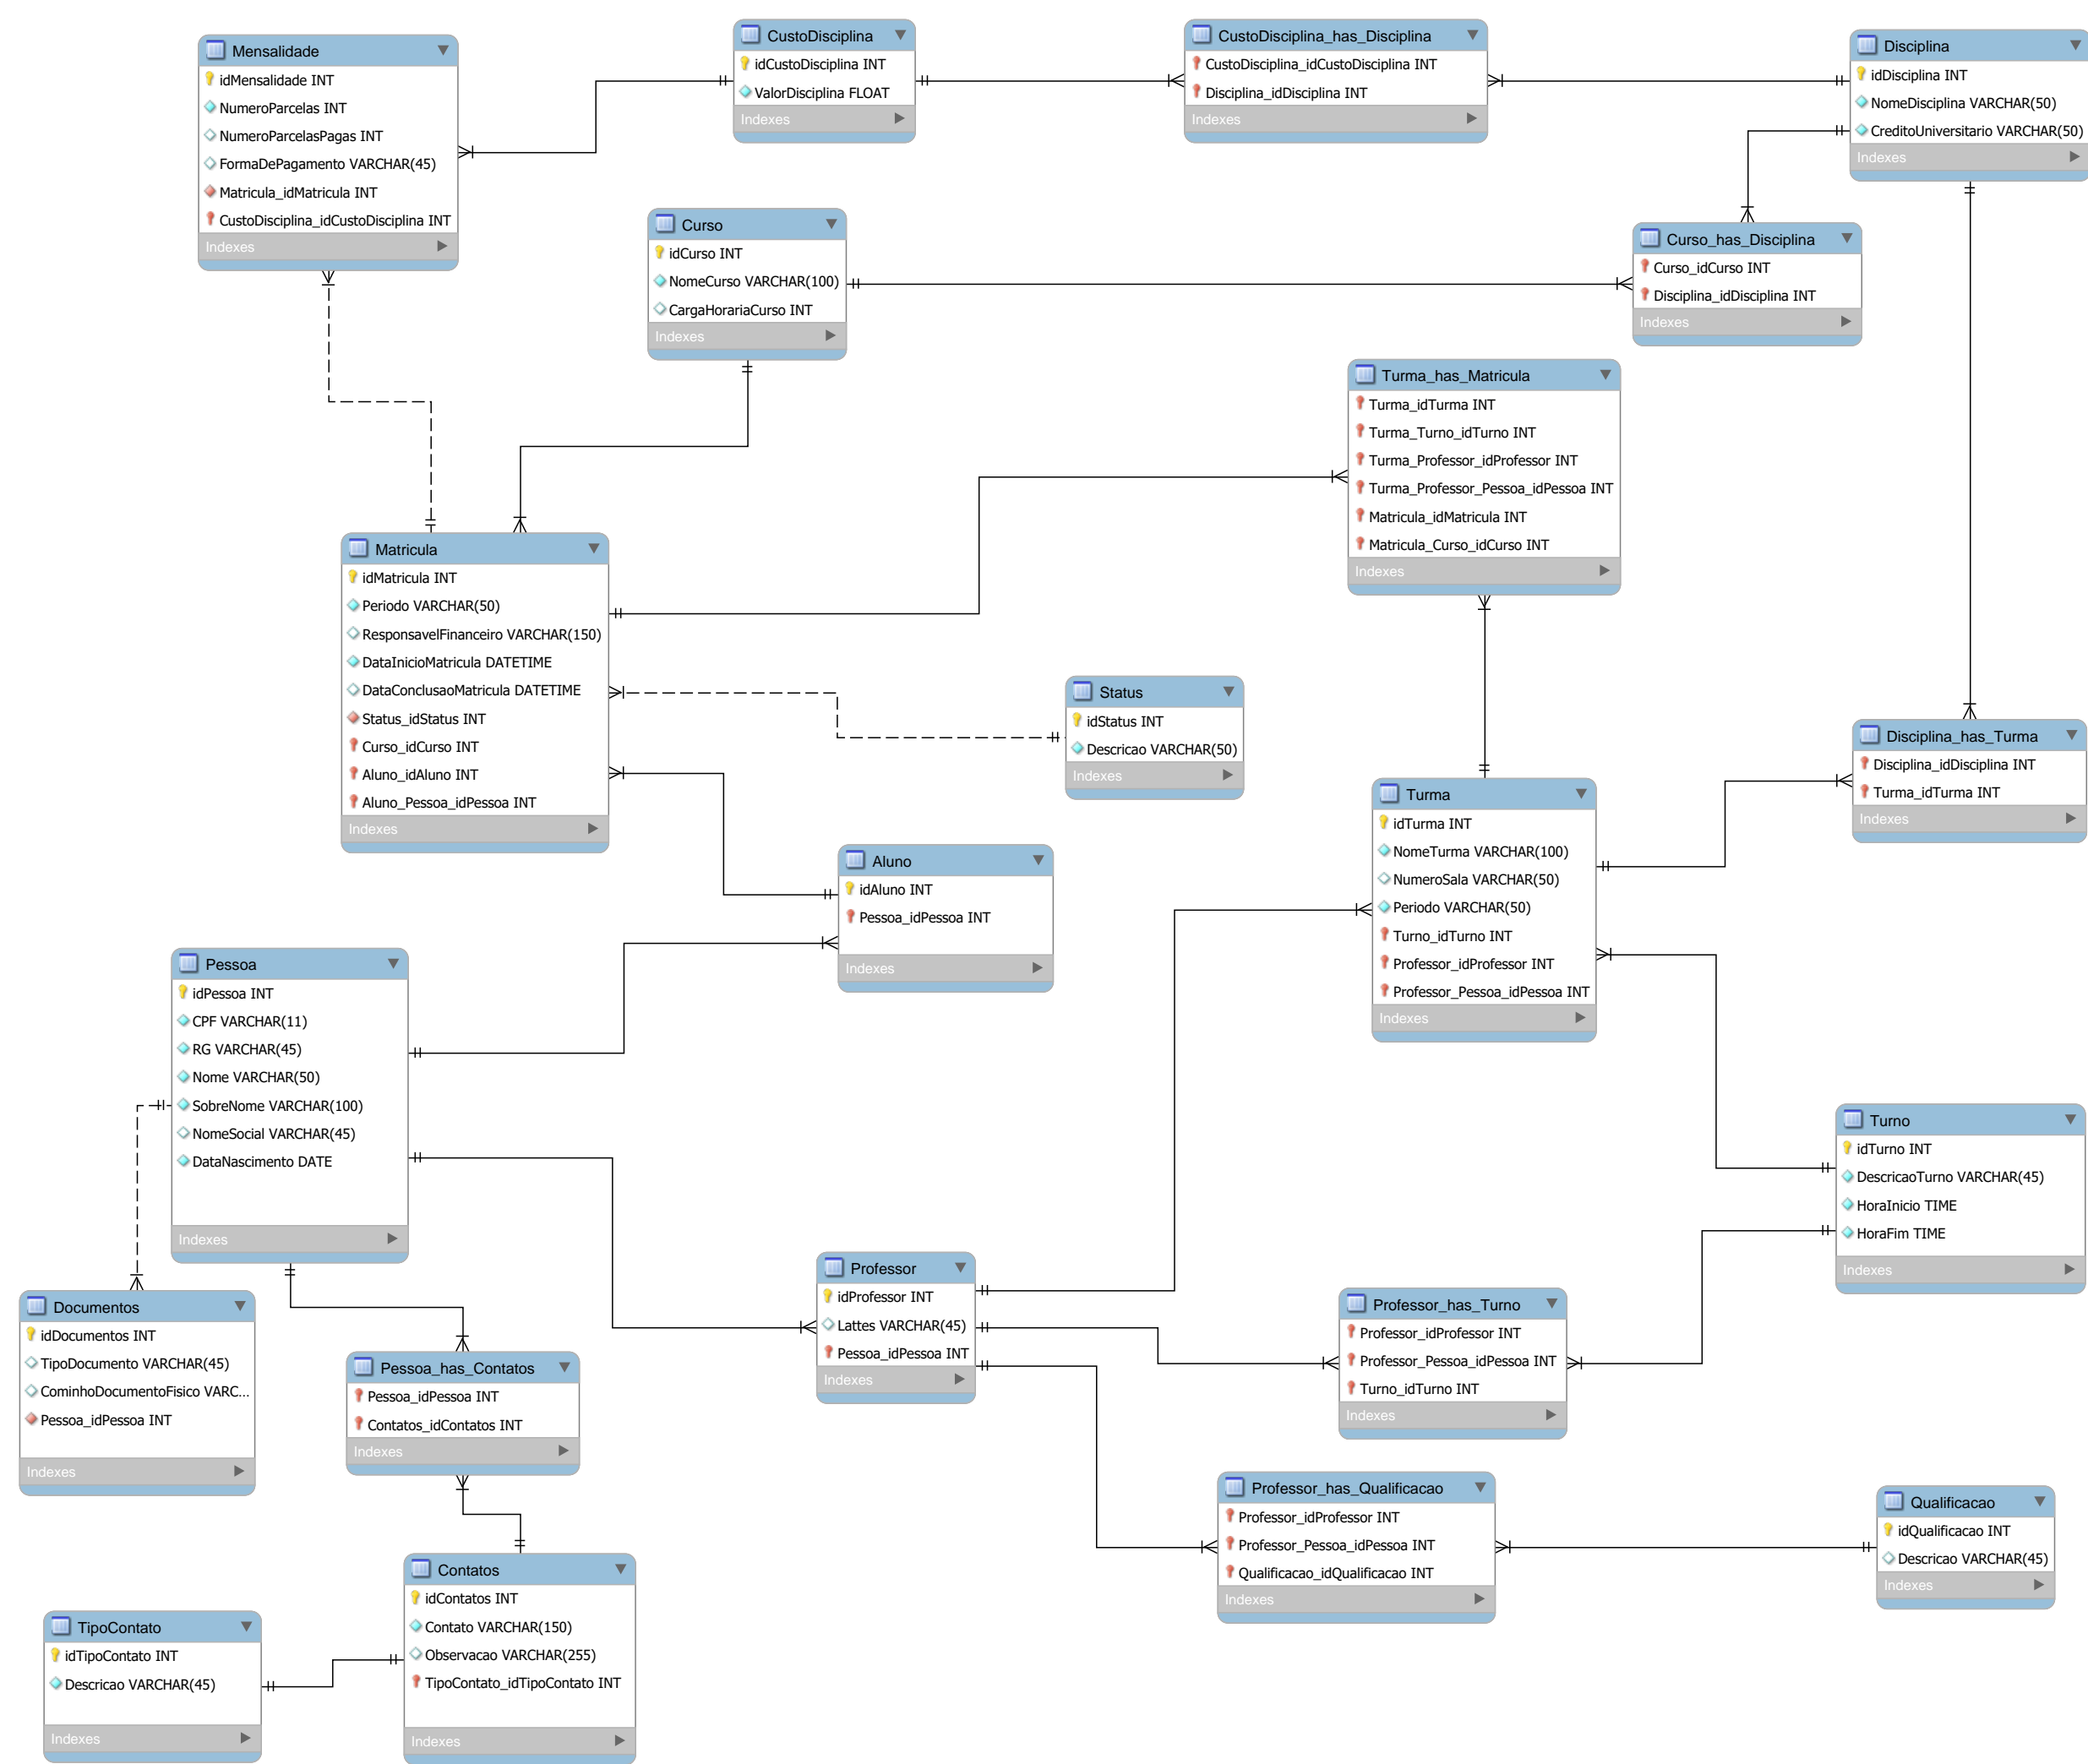 Mensalidade
idMensalidade INT
NumeroParcelas INT
NumeroParcelasPagas INT
FormaDePagamento VARCHAR(45)
Matricula_idMatricula INT
CustoDisciplina_idCustoDisciplina INT
Indexes
CustoDisciplina
idCustoDisciplina INT
ValorDisciplina FLOAT
Indexes
CustoDisciplina_has_Disciplina
CustoDisciplina_idCustoDisciplina INT
Disciplina_idDisciplina INT
Indexes
Disciplina
idDisciplina INT
NomeDisciplina VARCHAR(50)
CreditoUniversitario VARCHAR(50)
Indexes
Curso
idCurso INT
NomeCurso VARCHAR(100)
CargaHorariaCurso INT
Indexes
Curso_has_Disciplina
Curso_idCurso INT
Disciplina_idDisciplina INT
Indexes
Turma_has_Matricula
Turma_idTurma INT
Turma_Turno_idTurno INT
Turma_Professor_idProfessor INT
Turma_Professor_Pessoa_idPessoa INT
Matricula_idMatricula INT
Matricula_Curso_idCurso INT
Indexes
Matricula
idMatricula INT
Periodo VARCHAR(50)
ResponsavelFinanceiro VARCHAR(150)
DataInicioMatricula DATETIME
DataConclusaoMatricula DATETIME
Status_idStatus INT
Curso_idCurso INT
Aluno_idAluno INT
Aluno_Pessoa_idPessoa INT
Indexes
Status
idStatus INT
Descricao VARCHAR(50)
Indexes
Disciplina_has_Turma
Disciplina_idDisciplina INT
Turma_idTurma INT
Indexes
Turma
idTurma INT
NomeTurma VARCHAR(100)
NumeroSala VARCHAR(50)
Periodo VARCHAR(50)
Turno_idTurno INT
Professor_idProfessor INT
Professor_Pessoa_idPessoa INT
Indexes
Aluno
idAluno INT
Pessoa_idPessoa INT
Indexes
Pessoa
idPessoa INT
CPF VARCHAR(11)
RG VARCHAR(45)
Nome VARCHAR(50)
SobreNome VARCHAR(100)
NomeSocial VARCHAR(45)
DataNascimento DATE
Indexes
Turno
idTurno INT
DescricaoTurno VARCHAR(45)
HoraInicio TIME
HoraFim TIME
Indexes
Professor
idProfessor INT
Lattes VARCHAR(45)
Pessoa_idPessoa INT
Indexes
Professor_has_Turno
Professor_idProfessor INT
Professor_Pessoa_idPessoa INT
Turno_idTurno INT
Indexes
Documentos
idDocumentos INT
TipoDocumento VARCHAR(45)
CominhoDocumentoFisico VARC...
Pessoa_idPessoa INT
Indexes
Pessoa_has_Contatos
Pessoa_idPessoa INT
Contatos_idContatos INT
Indexes
Professor_has_Qualificacao
Professor_idProfessor INT
Professor_Pessoa_idPessoa INT
Qualificacao_idQualificacao INT
Indexes
Qualificacao
idQualificacao INT
Descricao VARCHAR(45)
Indexes
Contatos
idContatos INT
Contato VARCHAR(150)
Observacao VARCHAR(255)
TipoContato_idTipoContato INT
Indexes
TipoContato
idTipoContato INT
Descricao VARCHAR(45)
Indexes